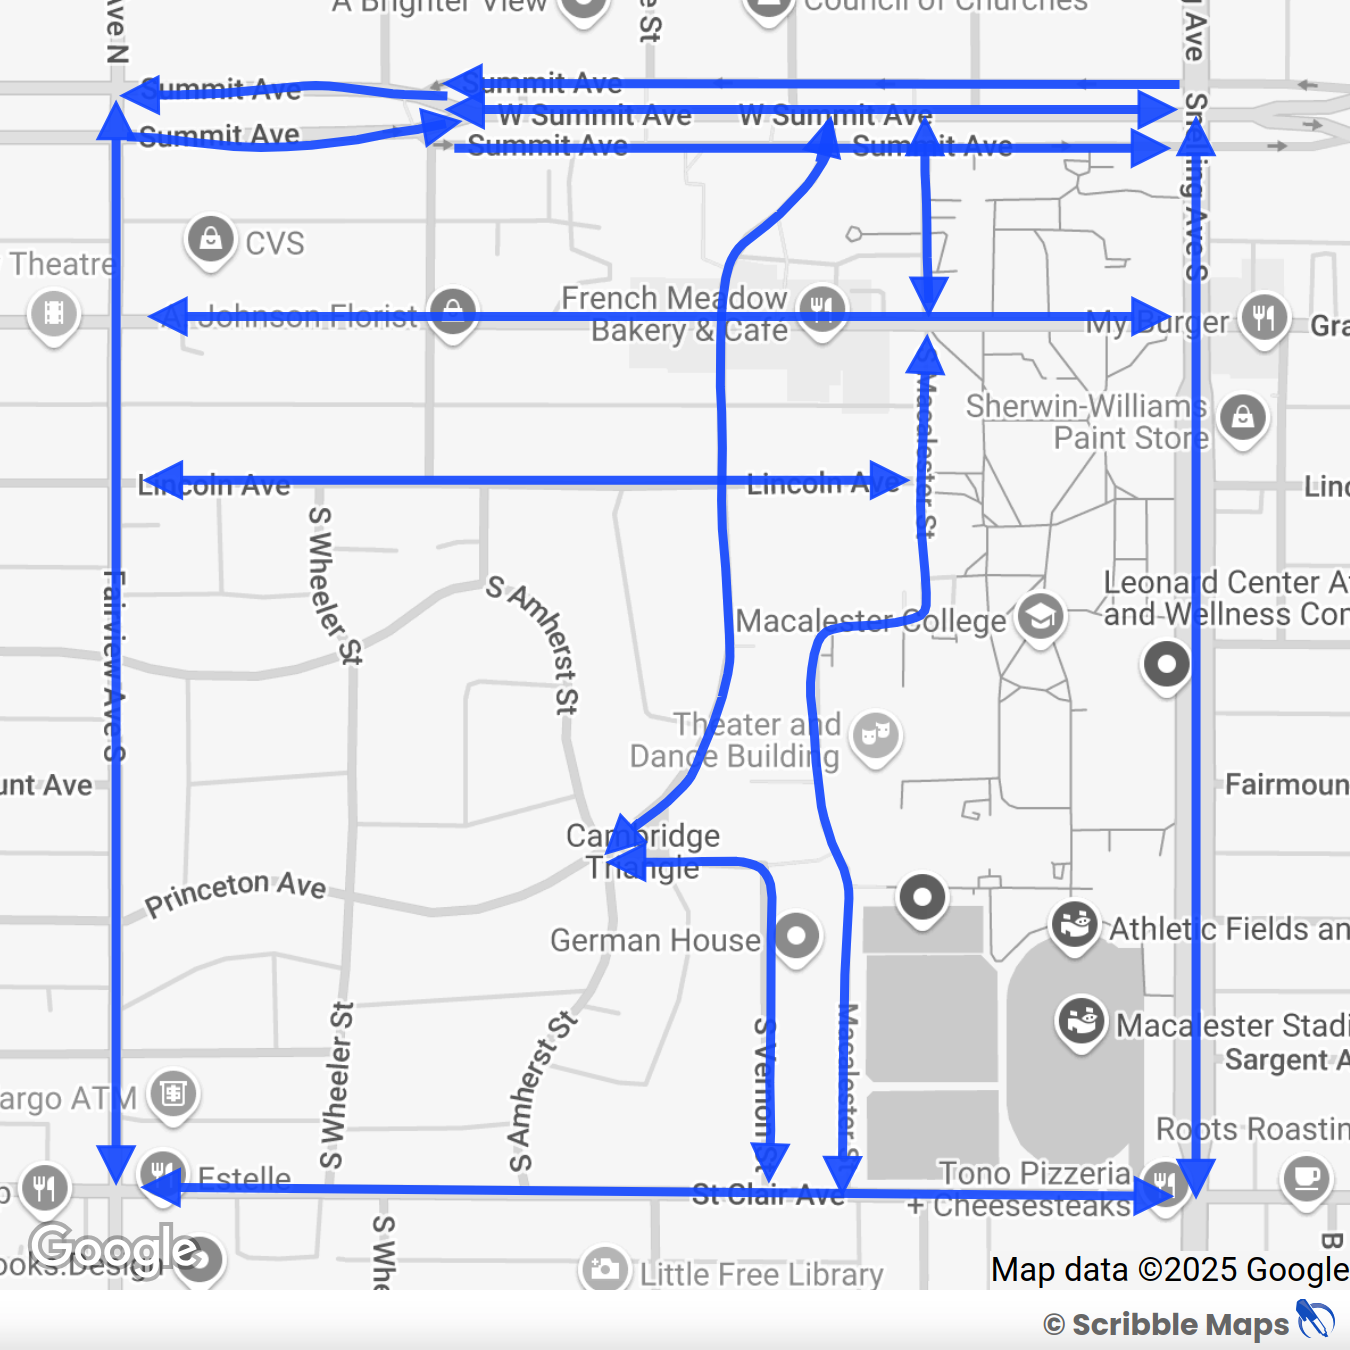 A Brighter View
Council of Churches
Ave N
e St
g Ave
Summit Ave
Summit Ave
W Summit Ave
W Summit Ave
Summit Ave
Summit Ave
Summit Ave
Snelling Ave S
CVS
Theatre
French Meadow
Bakery & Café
Johnson Florist
My Burger
Gra
S Macalester St
Sherwin-Williams
Paint Store
Lincoln Ave
Lincoln Ave
Linc
S Wheeler St
S Amherst St
Fairview Ave S
Leonard Center At
and Wellness Com
Macalester College
Theater and
Dance Building
unt Ave
Fairmoun
Cambridge
Triangle
Princeton Ave
German House
Athletic Fields an
S Wheeler St
S Amherst St
S Vernon St
Macalester St
Macalester Stadi
Sargent A
argo ATM
Roots Roastin
Estelle
Tono Pizzeria
+ Cheesesteaks
St Clair Ave
p
S Whe
B
Google
ooks.Design
Little Free Library
Map data ©2025 Google
© Scribble Maps